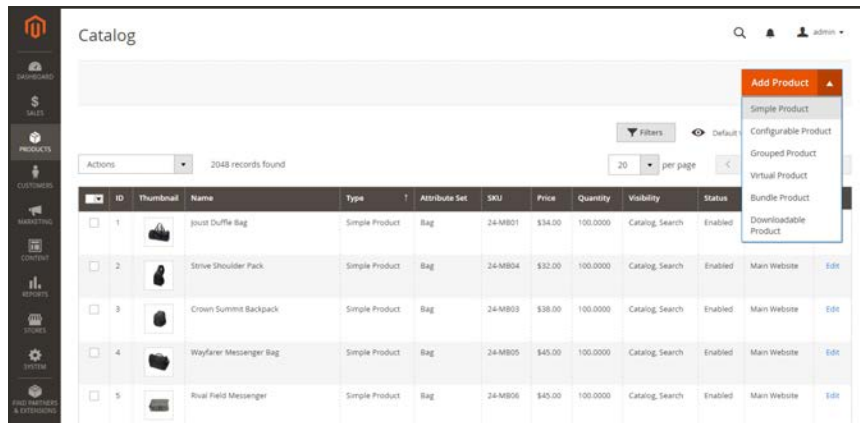 Catalog
admin
DASHBOARD
SALES
PRODUCTS
CUSTOMERS
MARKETING
CONTENT
REPORTS
STORES
SYSTEM
FIND PARTNERS
& EXTENSIONS
Add Product
Simple Product
Configurable Product
Grouped Product
Virtual Product
Bundle Product
Downloadable
Product
Filters
Default
Actions
2048 records found
20 per page
ID Thumbnail Name Type ↑ Attribute Set SKU Price Quantity Visibility Status
1 Joust Duffle Bag Simple Product Bag 24-MB01 $34.00 100.0000 Catalog, Search Enabled
2 Strive Shoulder Pack Simple Product Bag 24-MB04 $32.00 100.0000 Catalog, Search Enabled Main Website Edit
3 Crown Summit Backpack Simple Product Bag 24-MB03 $38.00 100.0000 Catalog, Search Enabled Main Website Edit
4 Wayfarer Messenger Bag Simple Product Bag 24-MB05 $45.00 100.0000 Catalog, Search Enabled Main Website Edit
5 Rival Field Messenger Simple Product Bag 24-MB06 $45.00 100.0000 Catalog, Search Enabled Main Website Edit